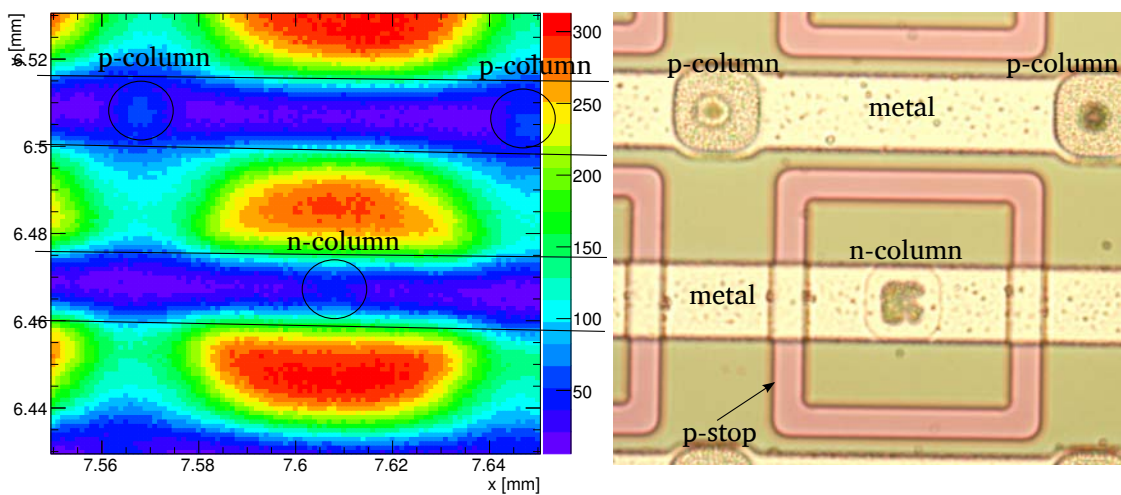 [mm]
6.52
6.5
6.48
6.46
6.44
p-column
p-column
n-column
7.56
7.58
7.6
7.62
7.64
x [mm]
300
250
200
150
100
50
p-column
p-column
metal
n-column
metal
p-stop